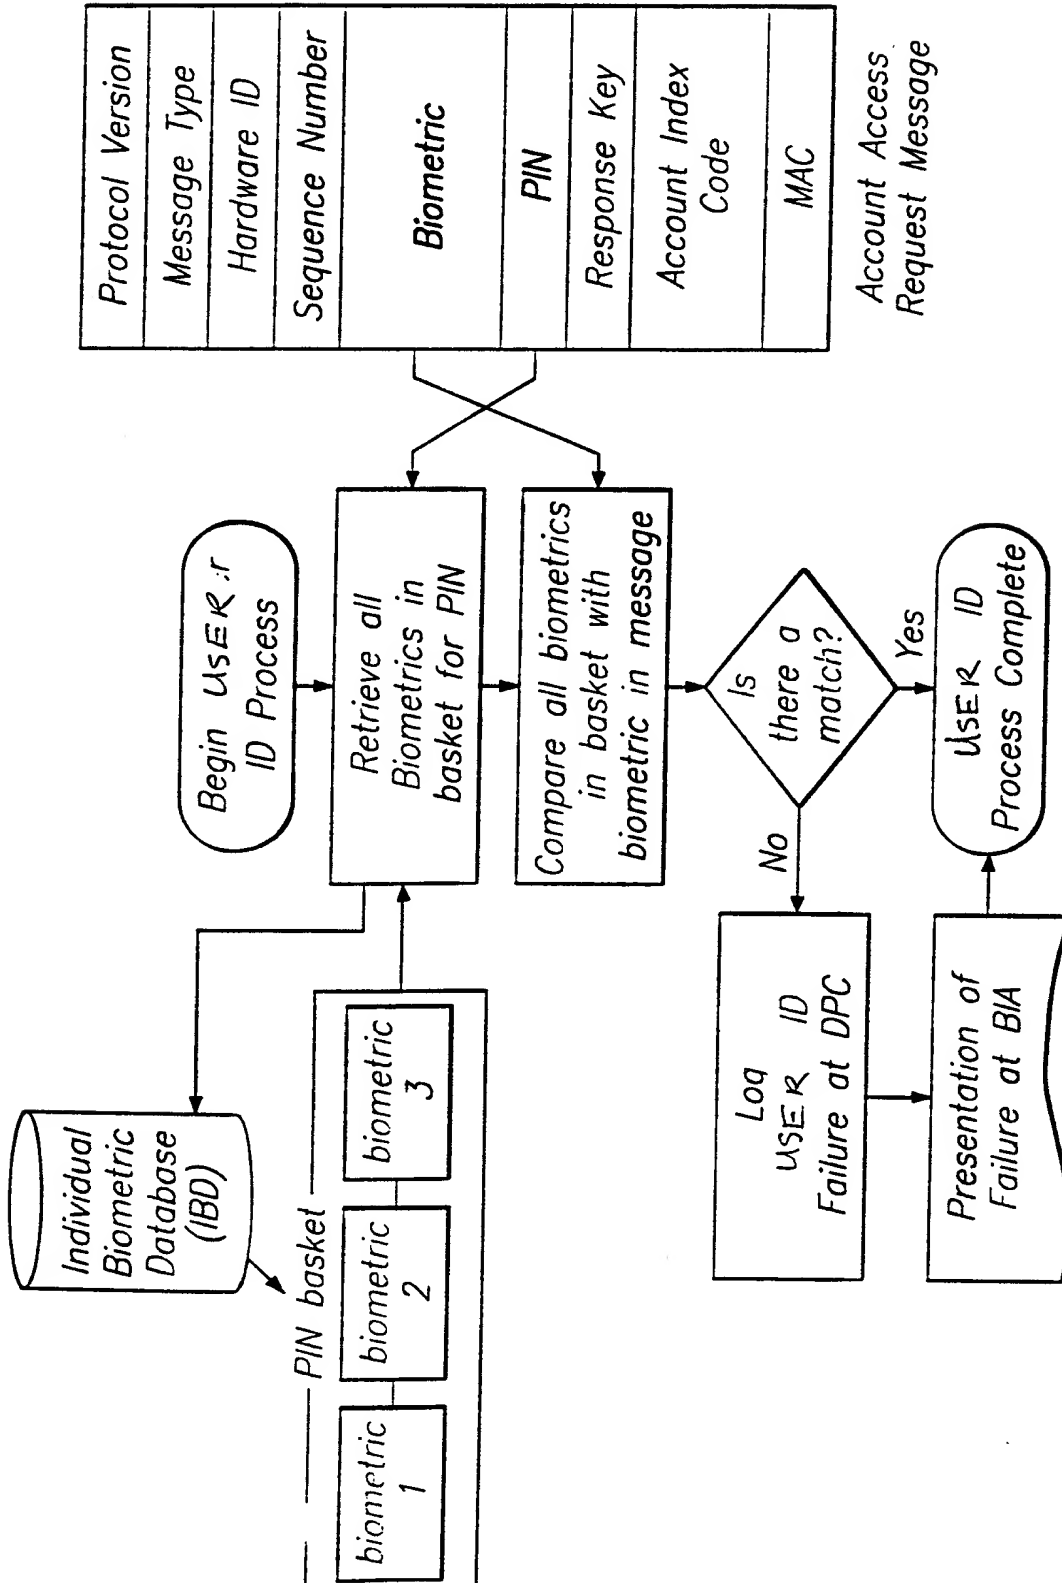 Individual
Biometric
Database
(IBD)
PIN basket
biometric
1
biometric
2
biometric
3
Begin USER :r
ID Process
Retrieve all
Biometrics in
basket for PIN
Compare all biometrics
in basket with
biometric in message
Is
there a
match?
No
Yes
Log
USER ID
Failure at DPC
Presentation of
Failure at BIA
USER ID
Process Complete
Protocol Version
Message Type
Hardware ID
Sequence Number
Biometric
PIN
Response Key
Account Index
Code
MAC
Account Access
Request Message